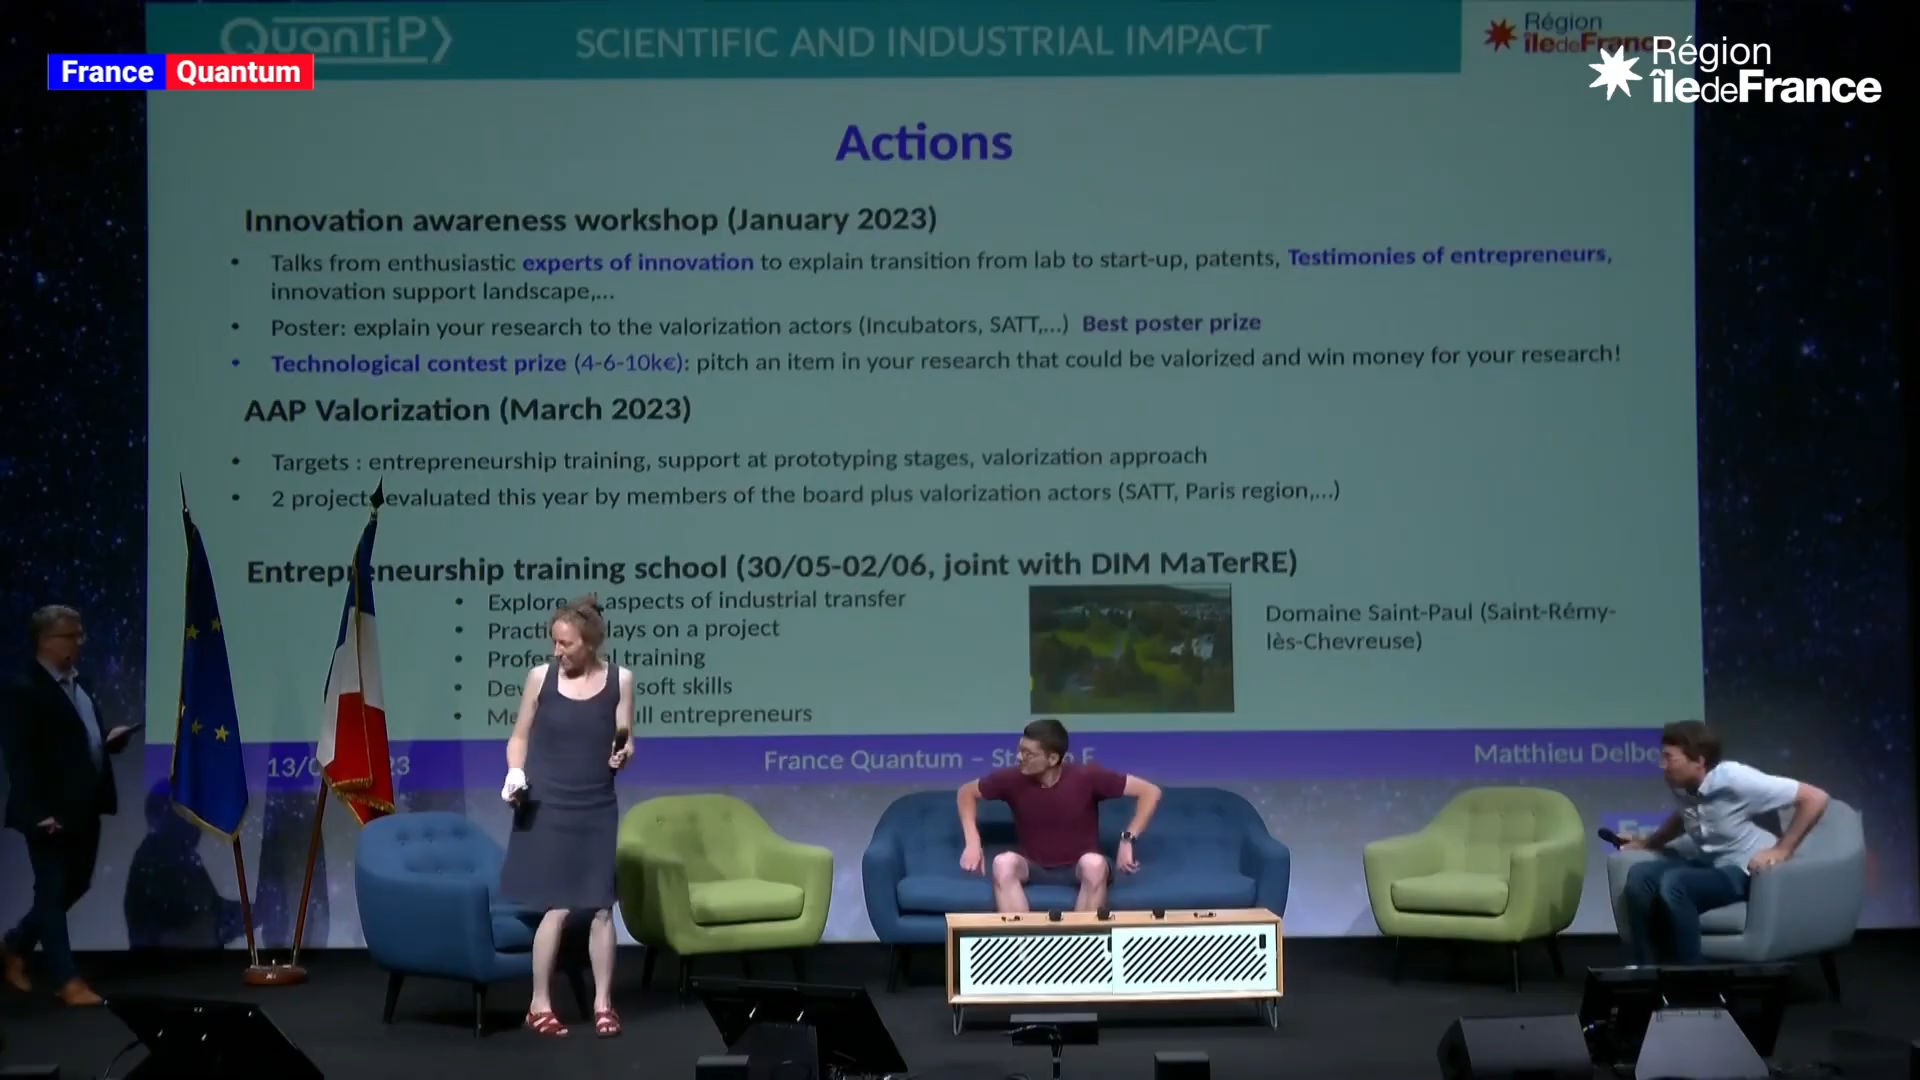 QuanTiP
SCIENTIFIC AND INDUSTRIAL IMPACT
Région
îledeFrance
France Quantum
Région
îledeFrance
Actions
Innovation awareness workshop (January 2023)
• Talks from enthusiastic experts of innovation to explain transition from lab to start-up, patents, Testimonies of entrepreneurs,
innovation support landscape,...
• Poster: explain your research to the valorization actors (Incubators, SATT,...) Best poster prize
• Technological contest prize (4-6-10k€): pitch an item in your research that could be valorized and win money for your research!
AAP Valorization (March 2023)
• Targets : entrepreneurship training, support at prototyping stages, valorization approach
• 2 projects evaluated this year by members of the board plus valorization actors (SATT, Paris region,...)
Entrepreneurship training school (30/05-02/06, joint with DIM MaTerRE)
• Explore aspects of industrial transfer
• days on a project
• training
• soft skills
• entrepreneurs
Domaine Saint-Paul (Saint-Rémy-
lès-Chevreuse)
France Quantum – F
Matthieu